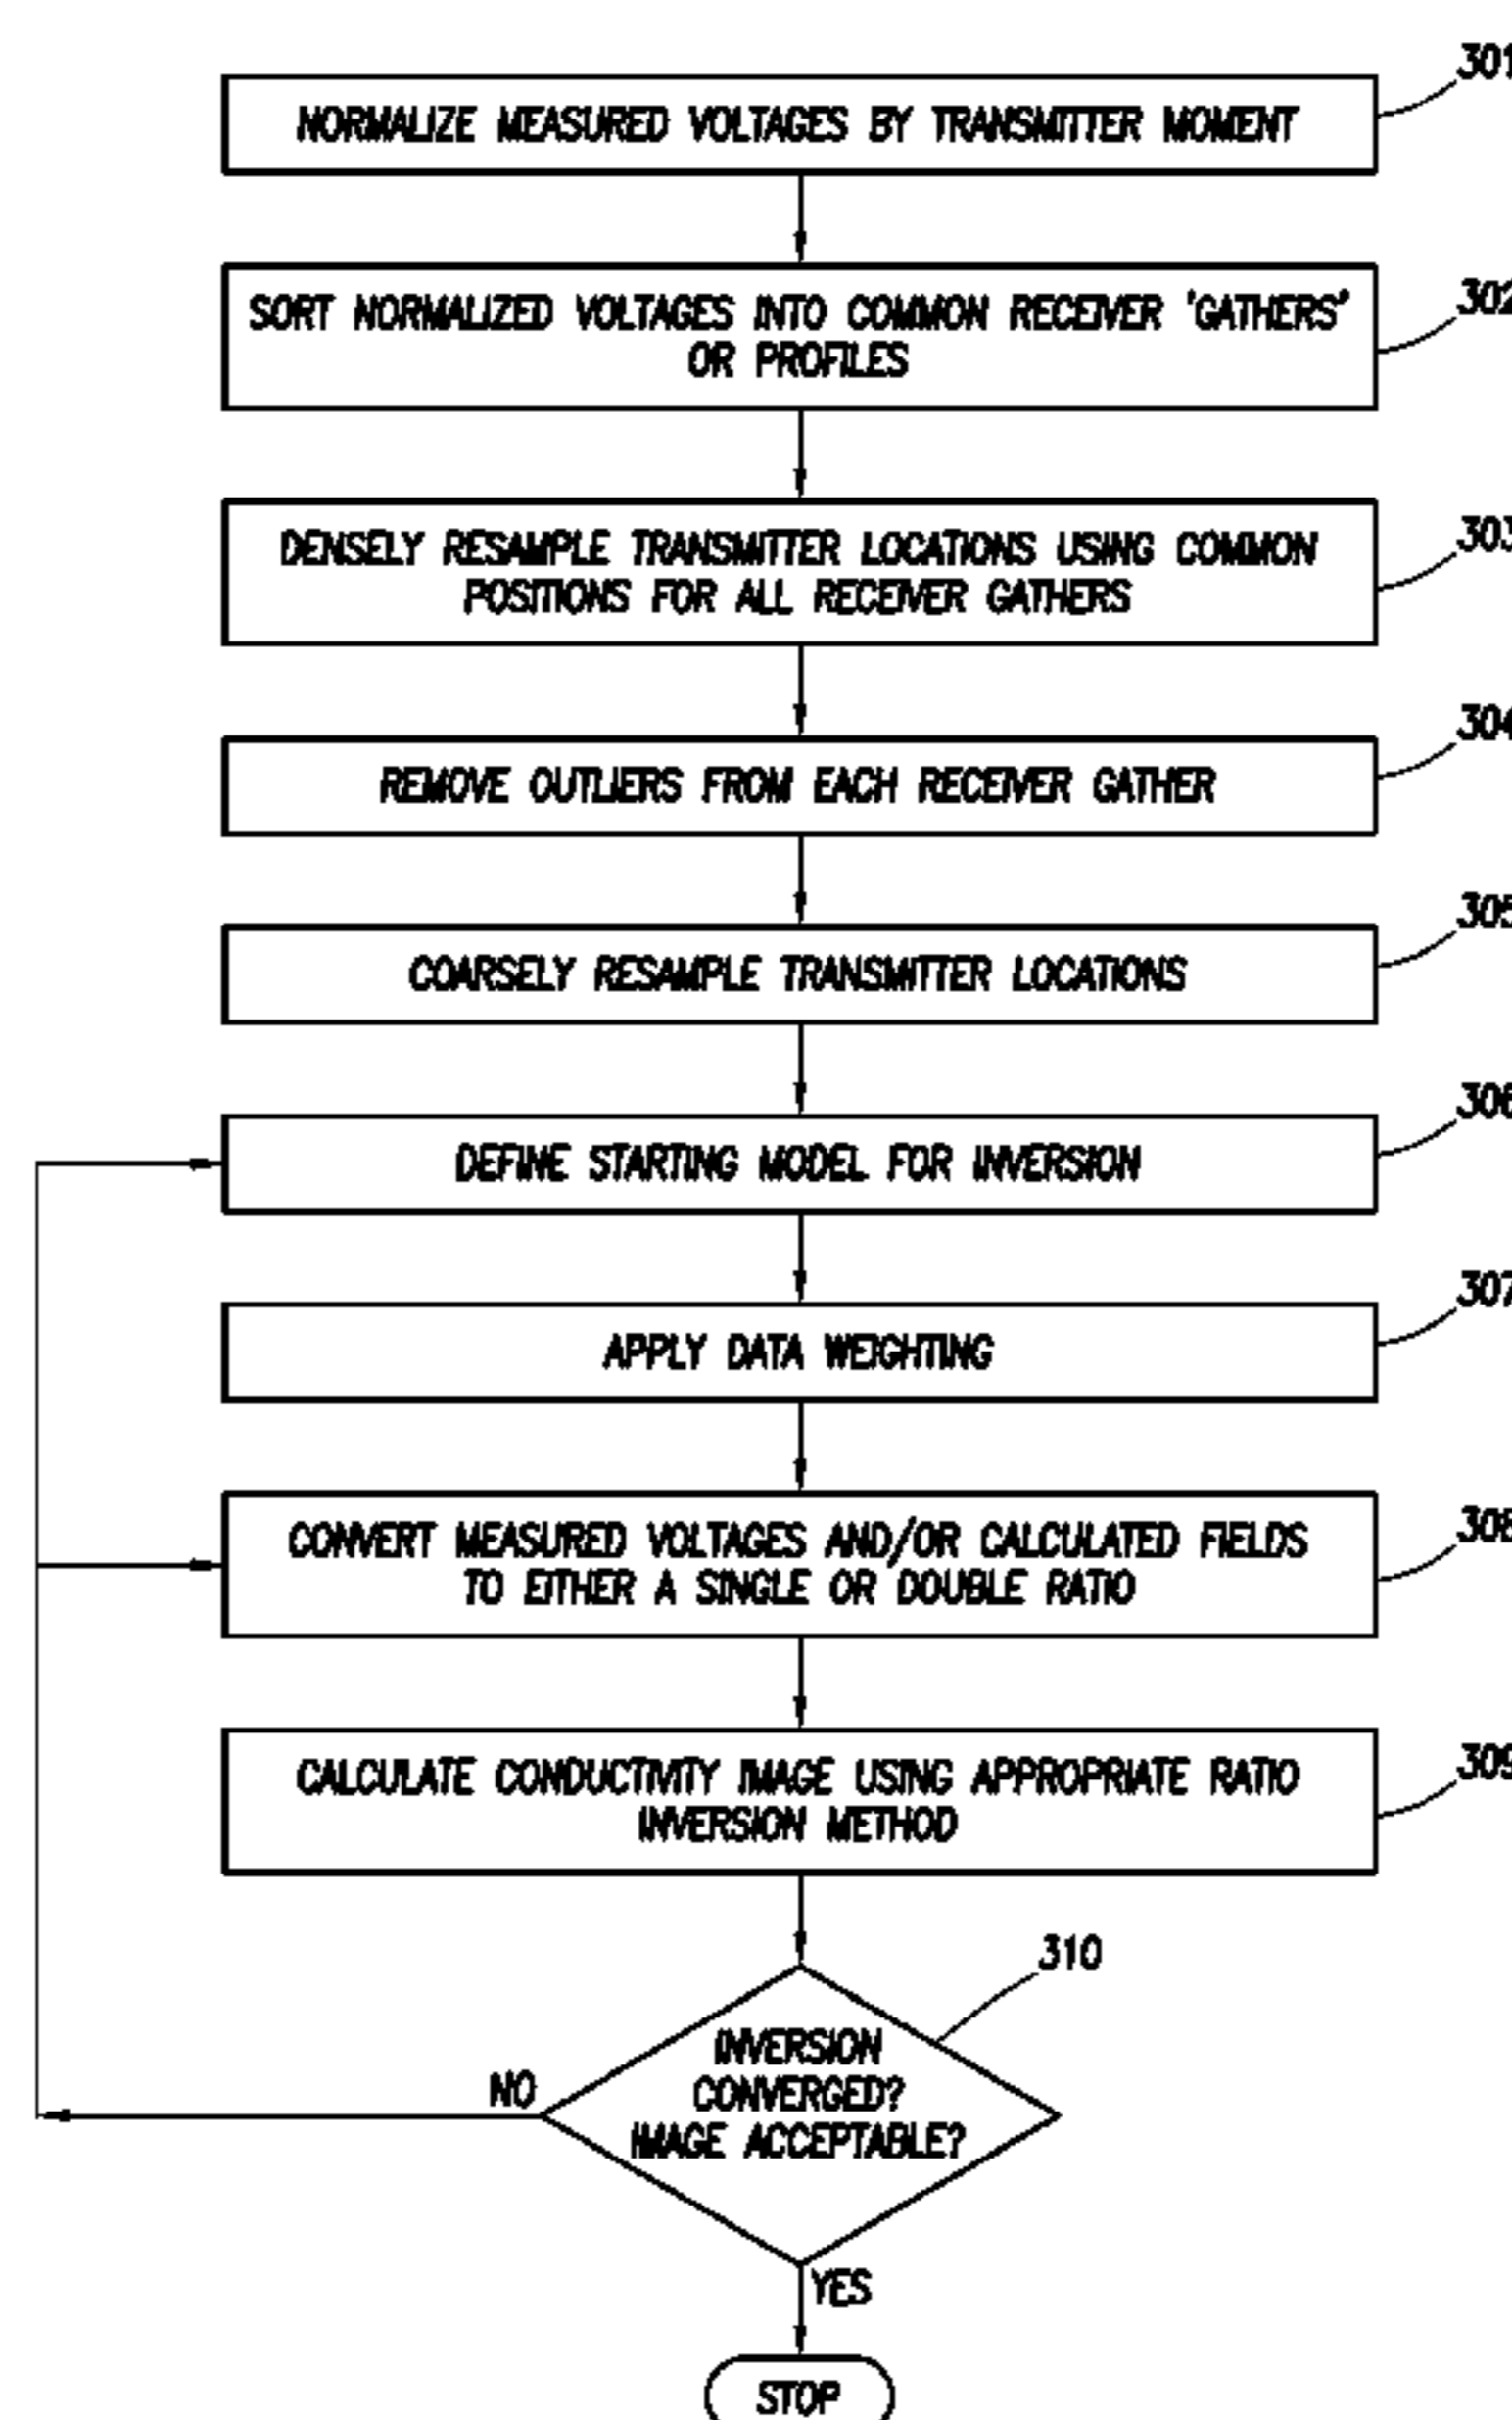 301
NORMALIZE MEASURED VOLTAGES BY TRANSMITTER MOMENT
302
SORT NORMALIZED VOLTAGES INTO COMMON RECEIVER 'GATHERS'
OR PROFILES
303
DENSELY RESAMPLE TRANSMITTER LOCATIONS USING COMMON
POSITIONS FOR ALL RECEIVER GATHERS
304
REMOVE OUTLIERS FROM EACH RECEIVER GATHER
305
COARSELY RESAMPLE TRANSMITTER LOCATIONS
306
DEFINE STARTING MODEL FOR INVERSION
307
APPLY DATA WEIGHTING
308
CONVERT MEASURED VOLTAGES AND/OR CALCULATED FIELDS
TO EITHER A SINGLE OR DOUBLE RATIO
309
CALCULATE CONDUCTIVITY IMAGE USING APPROPRIATE RATIO
INVERSION METHOD
310
INVERSION
CONVERGED?
IMAGE ACCEPTABLE?
NO
YES
STOP